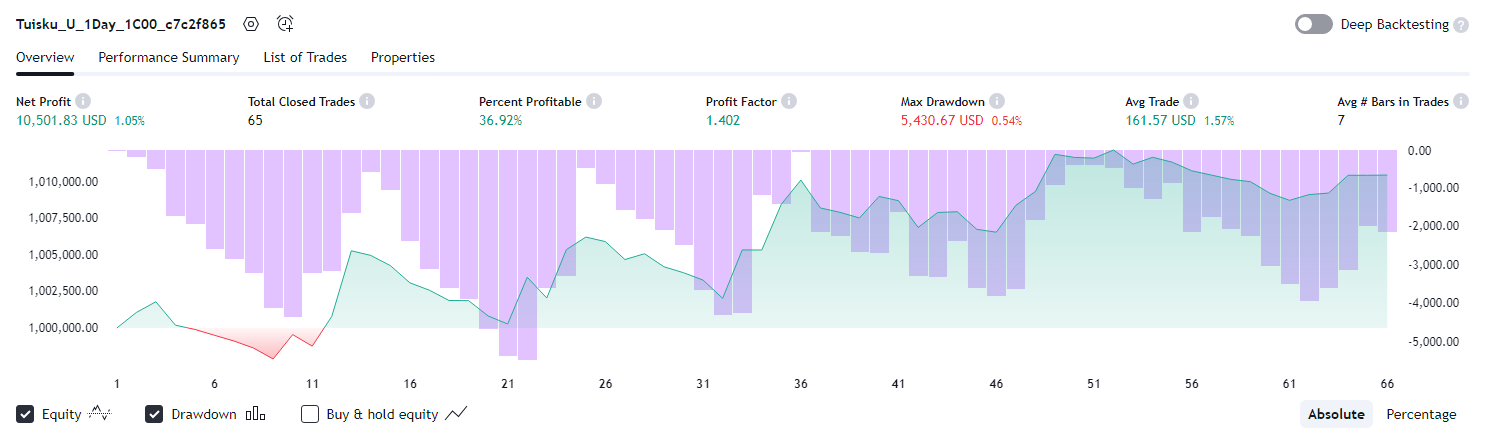 Tuisku_U_1Day_1C00_c7c2f865
Deep Backtesting ?
Overview Performance Summary List of Trades Properties
Net Profit i Total Closed Trades i Percent Profitable i Profit Factor i Max Drawdown i Avg Trade i Avg # Bars in Trades i
10,501.83 USD 1.05% 65 36.92% 1.402 5,430.67 USD 0.54% 161.57 USD 1.57% 7
0.00
1,010,000.00 -1,000.00
1,007,500.00 -2,000.00
1,005,000.00 -3,000.00
1,002,500.00 -4,000.00
1,000,000.00 -5,000.00
1 6 11 16 21 26 31 36 41 46 51 56 61 66
Equity Drawdown Buy & hold equity Absolute Percentage